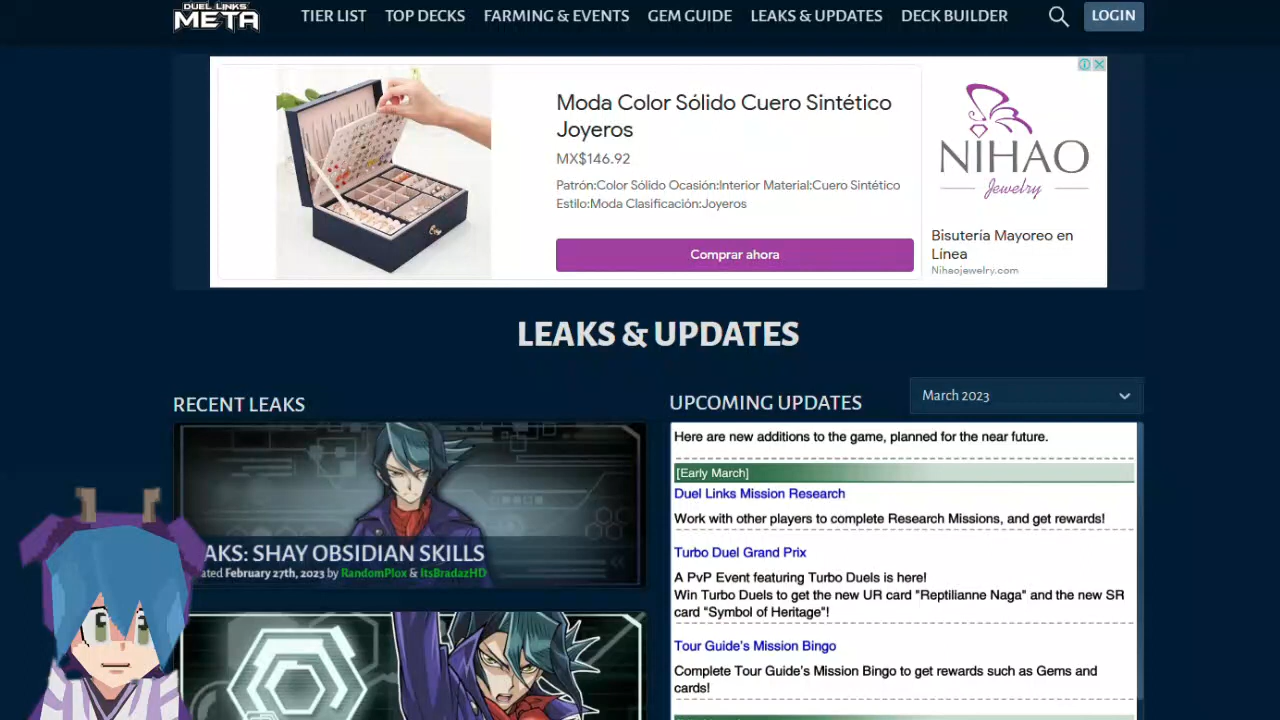 DUEL LINKS
META
TIER LIST
TOP DECKS
FARMING & EVENTS
GEM GUIDE
LEAKS & UPDATES
DECK BUILDER
LOGIN
Moda Color Sólido Cuero Sintético
Joyeros
MX$146.92
Patrón:Color Sólido Ocasión:Interior Material:Cuero Sintético
Estilo:Moda Clasificación:Joyeros
Comprar ahora
NIHAO
Jewelry
Bisutería Mayoreo en
Línea
Nihaojewelry.com
LEAKS & UPDATES
RECENT LEAKS
AKS: SHAY OBSIDIAN SKILLS
ated February 27th, 2023 by RandomPlox & ItsBradazHD
UPCOMING UPDATES
March 2023
Here are new additions to the game, planned for the near future.
[Early March]
Duel Links Mission Research
Work with other players to complete Research Missions, and get rewards!
Turbo Duel Grand Prix
A PvP Event featuring Turbo Duels is here!
Win Turbo Duels to get the new UR card "Reptilianne Naga" and the new SR
card "Symbol of Heritage"!
Tour Guide's Mission Bingo
Complete Tour Guide's Mission Bingo to get rewards such as Gems and
cards!